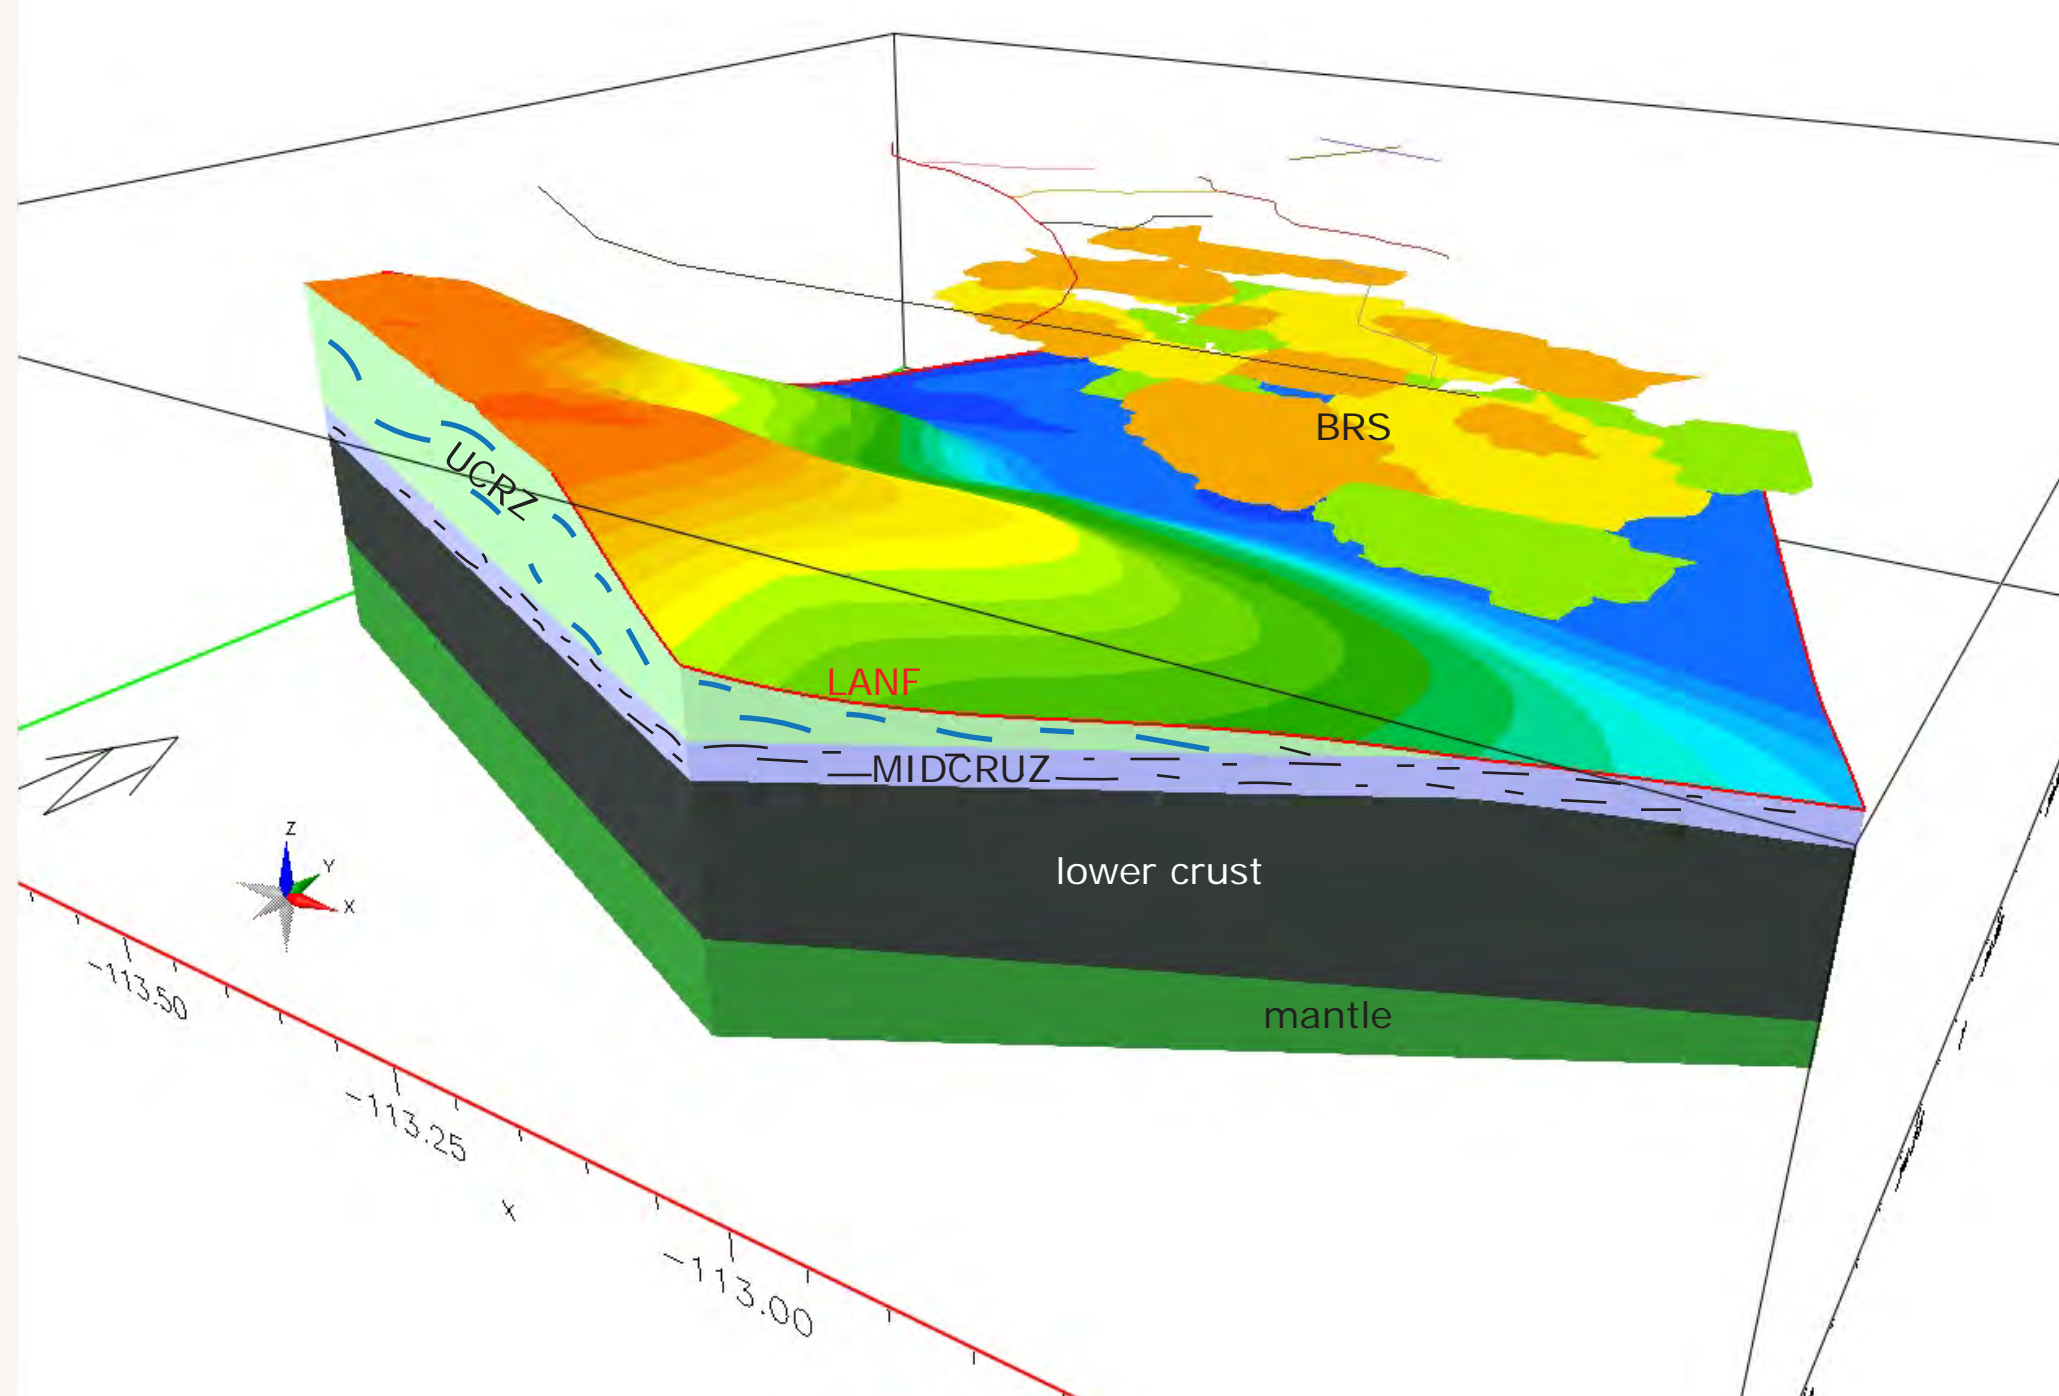 BRS
UCRZ
LANF
MIDCRUZ
lower crust
mantle
Z
Y
X
-113.50
-113.25
X
-113.00